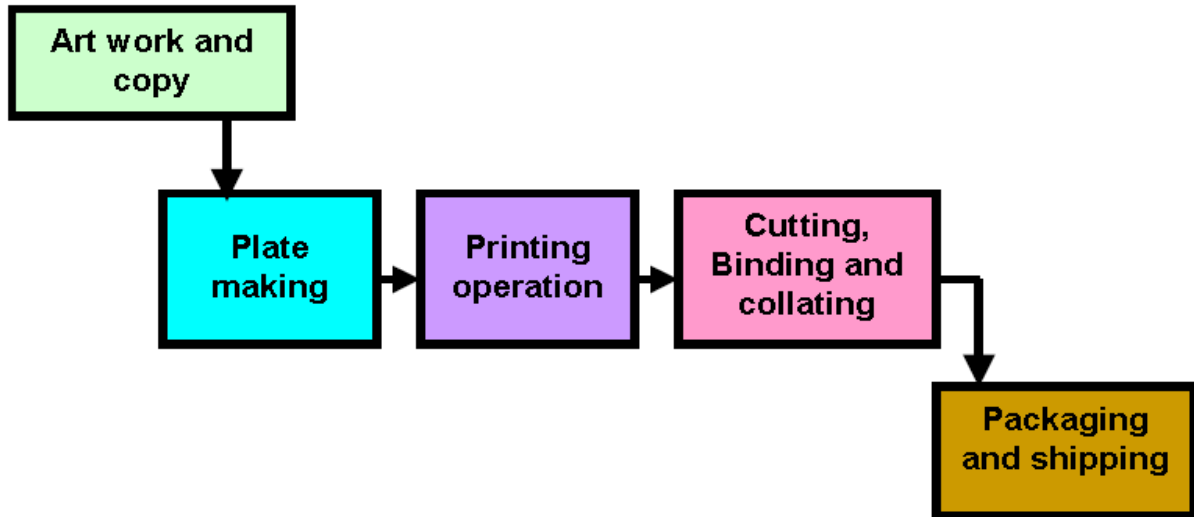 Art work and
copy
Plate
making
Printing
operation
Cutting,
Binding and
collating
Packaging
and shipping